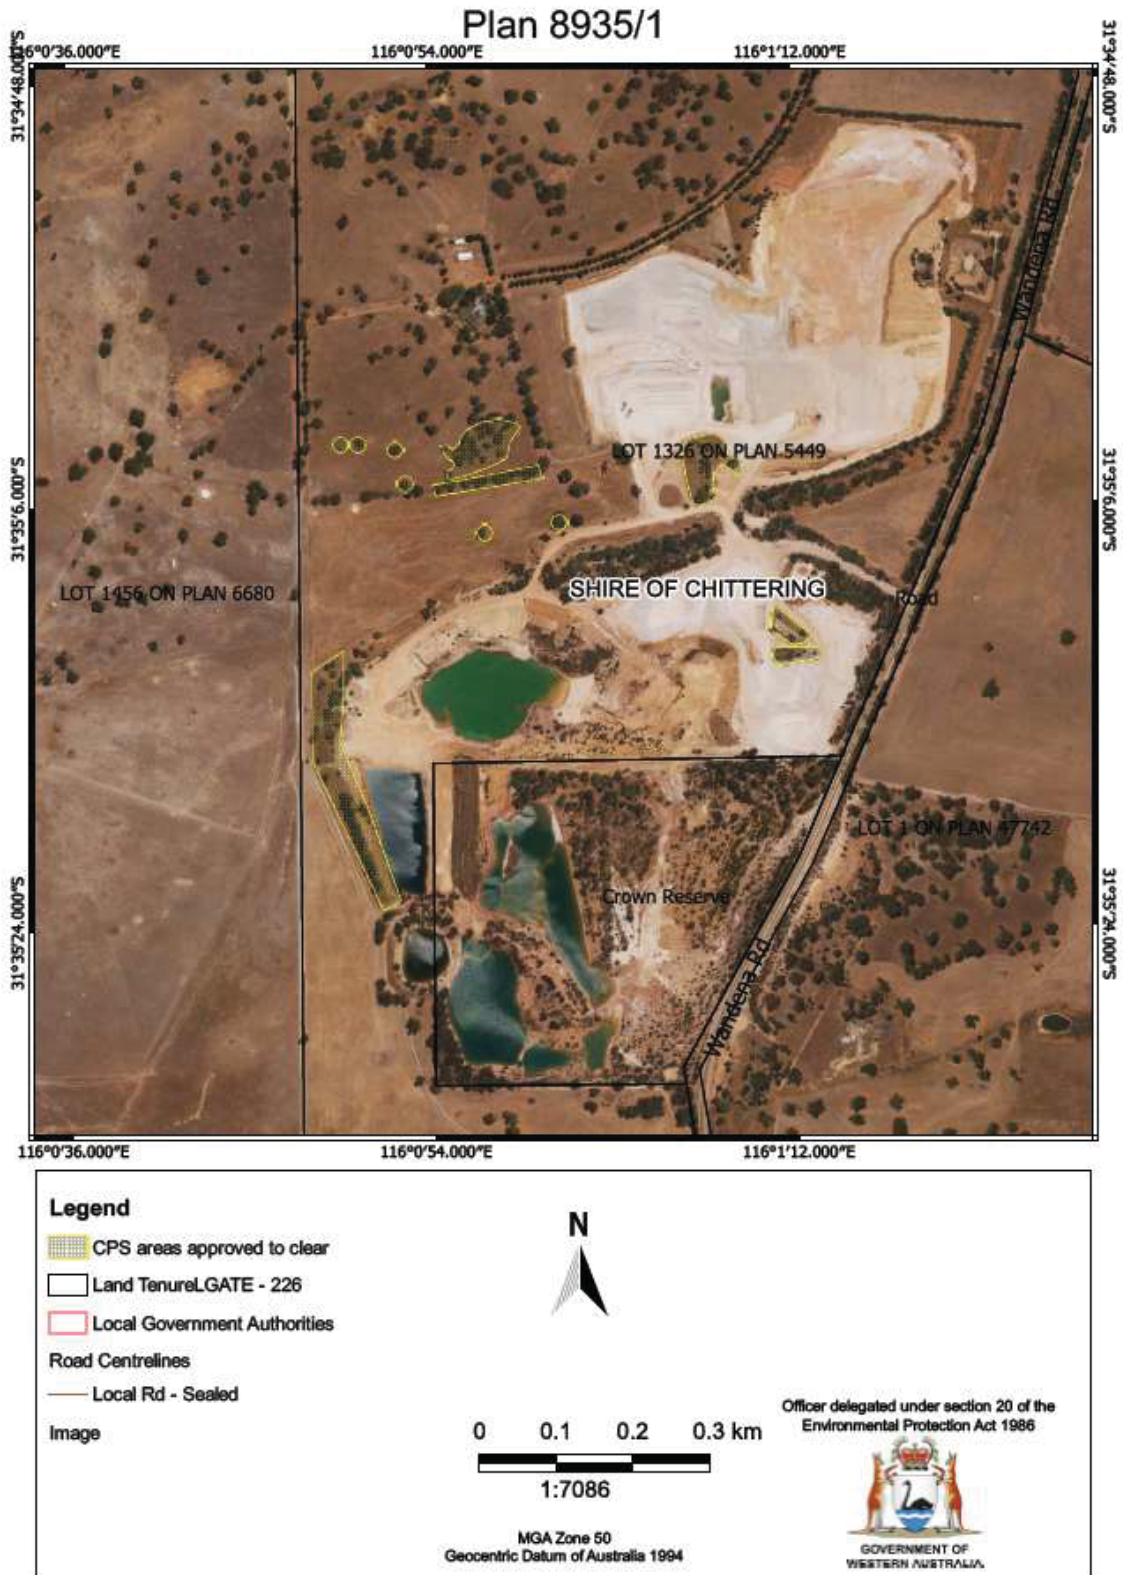 Plan 8935/1
116°0'36.000"E
116°0'54.000"E
116°1'12.000"E
31°34'48.000"S
31°34'48.000"S
Wandena Rd
LOT 1326 ON PLAN 5449
31°35'6.000"S
31°35'6.000"S
SHIRE OF CHITTERING
LOT 1456 ON PLAN 6680
Road
LOT 1 ON PLAN 47742
Crown Reserve
31°35'24.000"S
31°35'24.000"S
Wandena Rd
116°0'36.000"E
116°0'54.000"E
116°1'12.000"E
Legend
CPS areas approved to clear
Land TenureLGATE - 226
Local Government Authorities
Road Centrelines
Local Rd - Sealed
Image
N
0 0.1 0.2 0.3 km
1:7086
MGA Zone 50
Geocentric Datum of Australia 1994
Officer delegated under section 20 of the
Environmental Protection Act 1986
GOVERNMENT OF
WESTERN AUSTRALIA